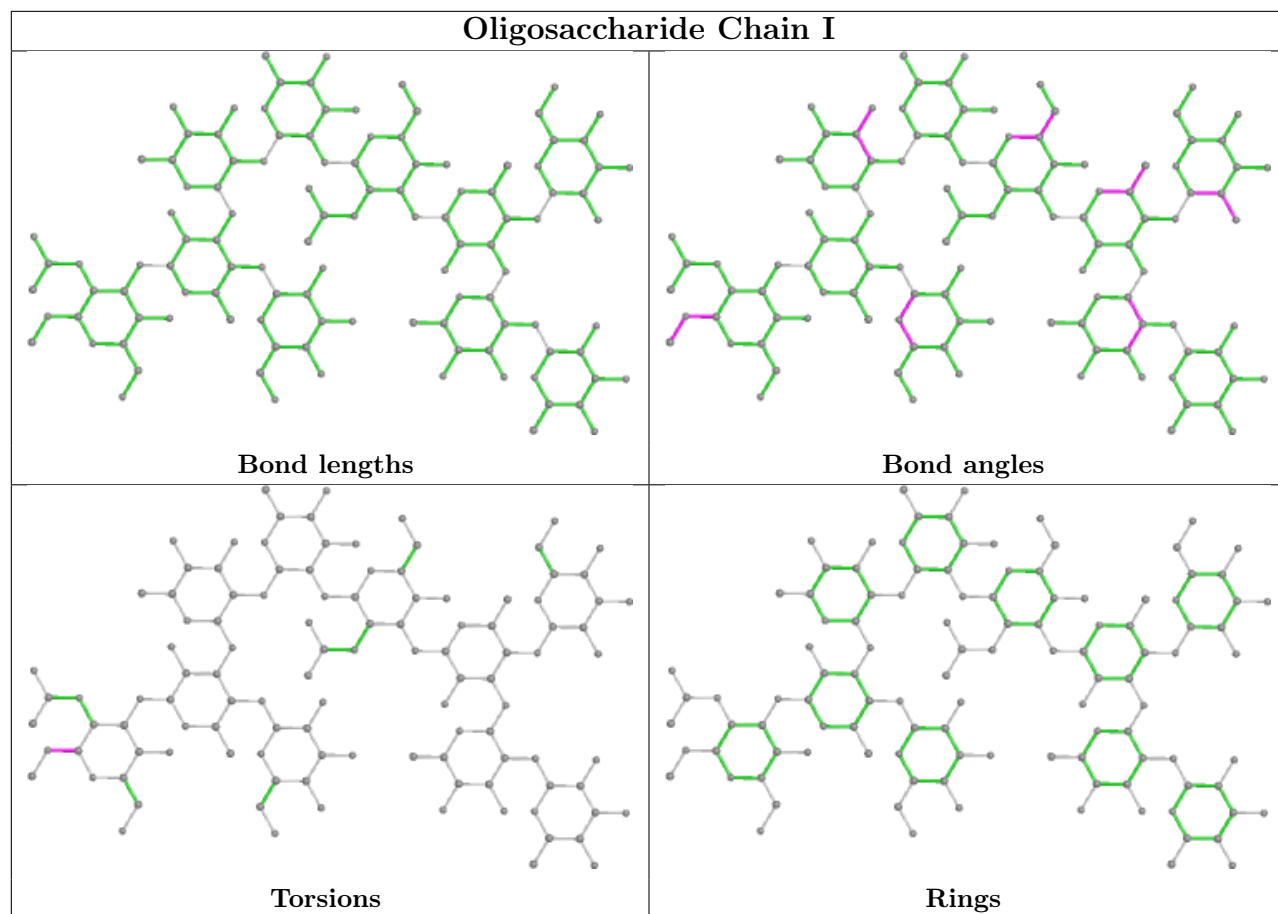 Oligosaccharide Chain I
Bond lengths
Bond angles
Torsions
Rings